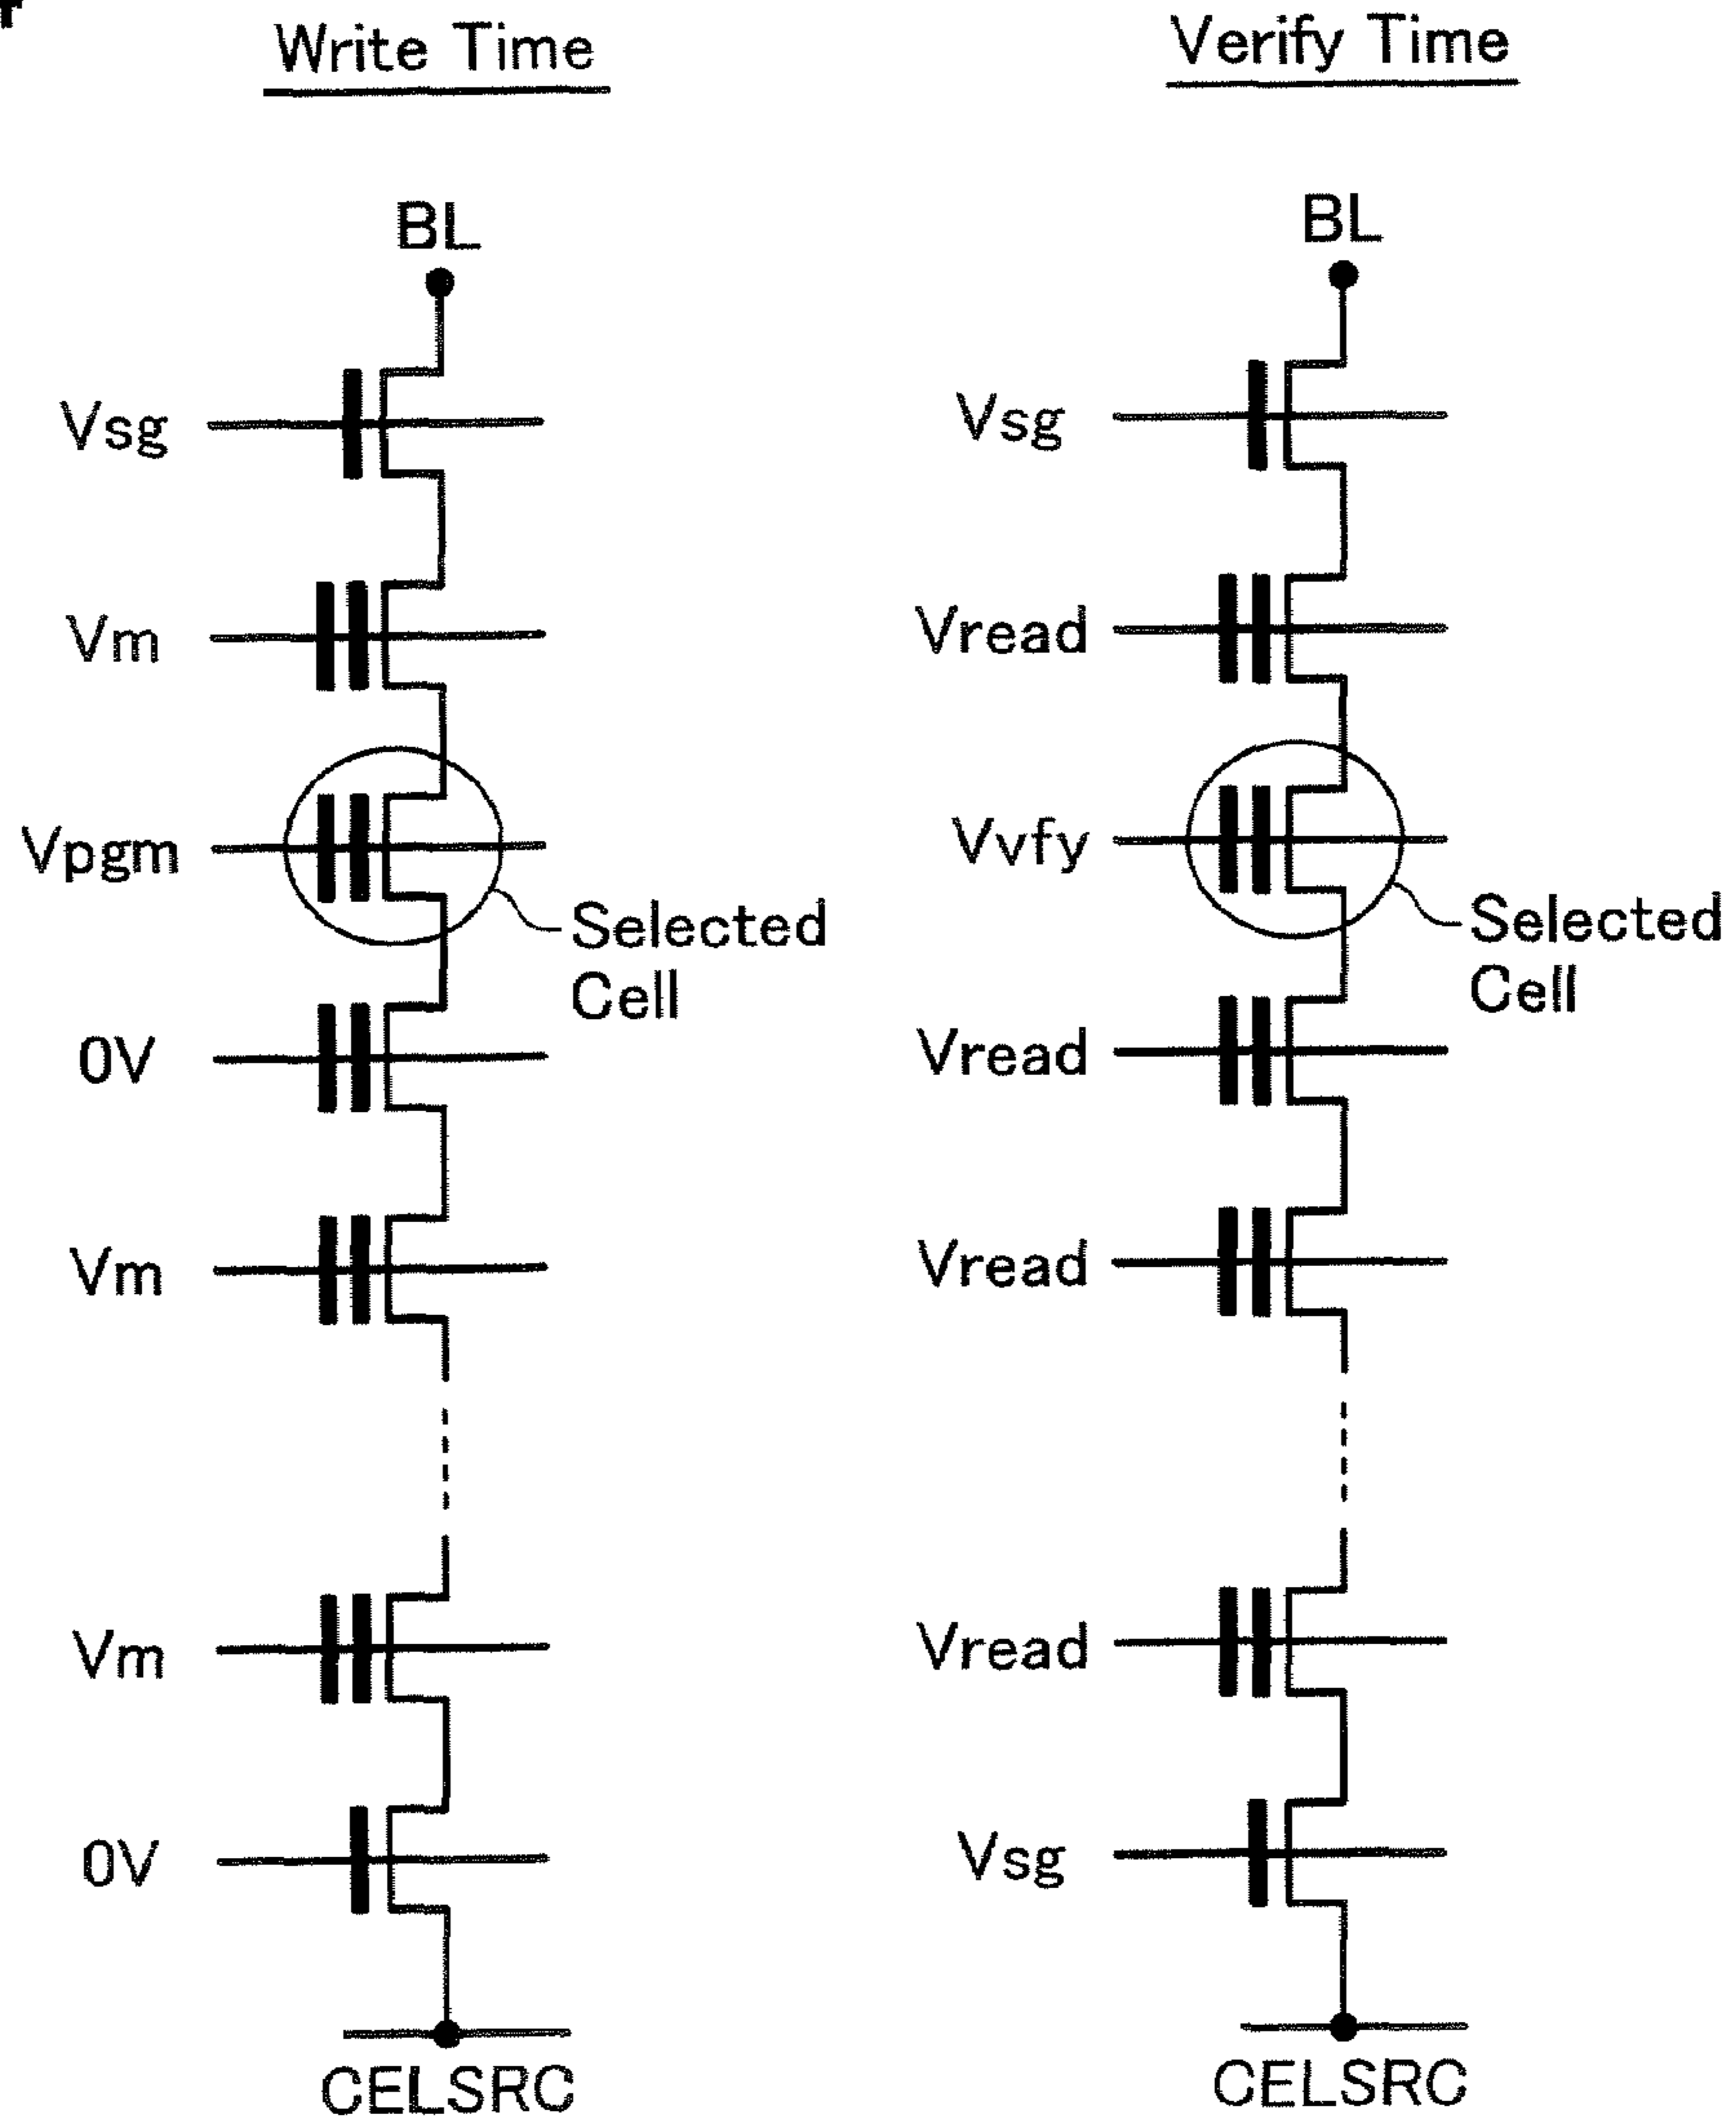 Write Time
BL
Vsg
Vm
Vpgm
Selected
Cell
0V
Vm
Vm
0V
CELSRC
Verify Time
BL
Vsg
Vread
Vvfy
Selected
Cell
Vread
Vread
Vread
Vsg
CELSRC